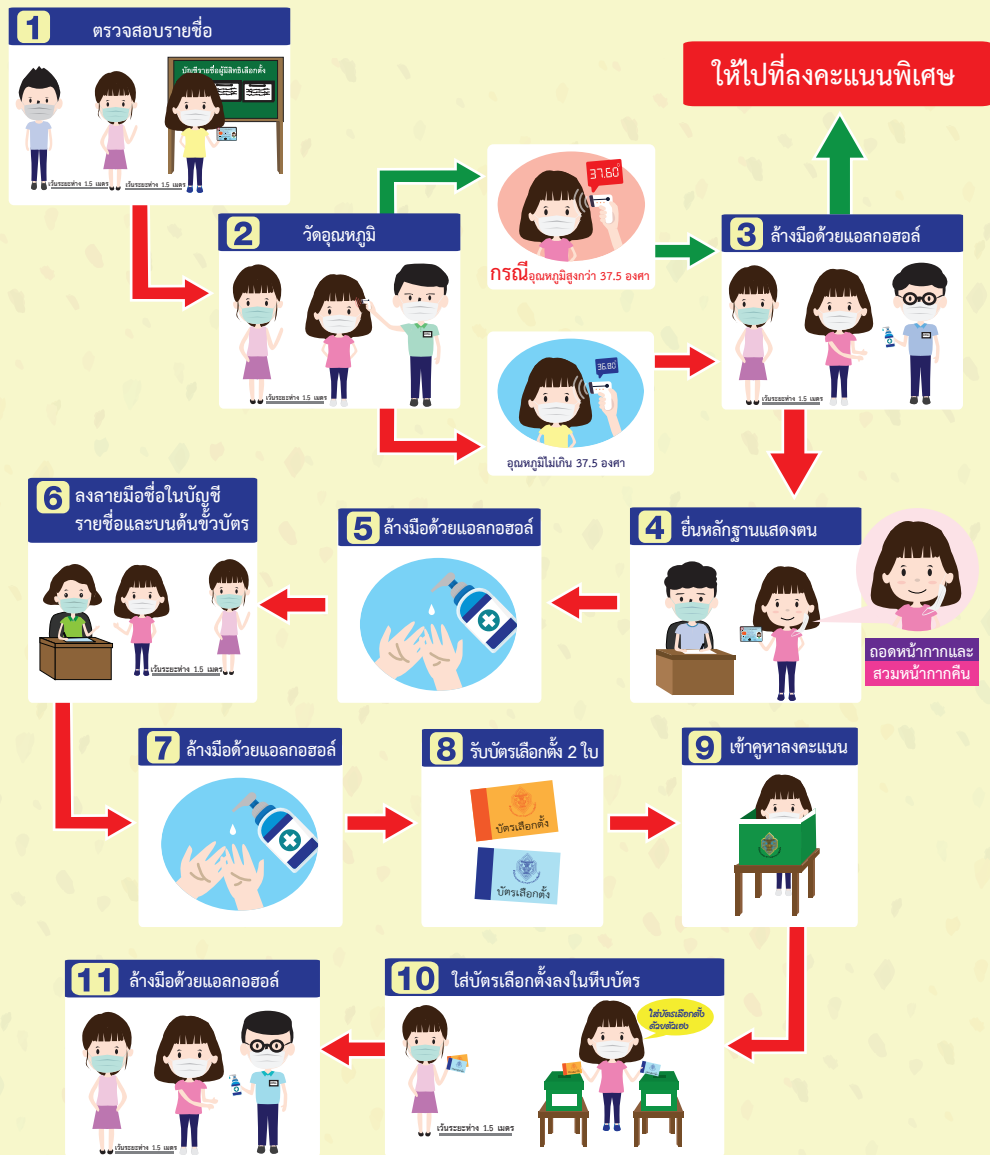 1 ตรวจสอบรายชื่อ
บัญชีรายชื่อผู้มีสิทธิเลือกตั้ง
เว้นระยะห่าง 1.5 เมตร เว้นระยะห่าง 1.5 เมตร
ให้ไปที่ลงคะแนนพิเศษ
2 วัดอุณหภูมิ
เว้นระยะห่าง 1.5 เมตร
37.60°
กรณีอุณหภูมิสูงกว่า 37.5 องศา
36.80°
อุณหภูมิไม่เกิน 37.5 องศา
3 ล้างมือด้วยแอลกอฮอล์
เว้นระยะห่าง 1.5 เมตร
4 ยื่นหลักฐานแสดงตน
ถอดหน้ากากและ
สวมหน้ากากคืน
5 ล้างมือด้วยแอลกอฮอล์
6 ลงลายมือชื่อในบัญชี
รายชื่อและบนต้นขั้วบัตร
เว้นระยะห่าง 1.5 เมตร
7 ล้างมือด้วยแอลกอฮอล์
8 รับบัตรเลือกตั้ง 2 ใบ
บัตรเลือกตั้ง
บัตรเลือกตั้ง
9 เข้าคูหาลงคะแนน
10 ใส่บัตรเลือกตั้งลงในหีบบัตร
ใส่บัตรเลือกตั้ง
ด้วยตัวเอง
เว้นระยะห่าง 1.5 เมตร
11 ล้างมือด้วยแอลกอฮอล์
เว้นระยะห่าง 1.5 เมตร